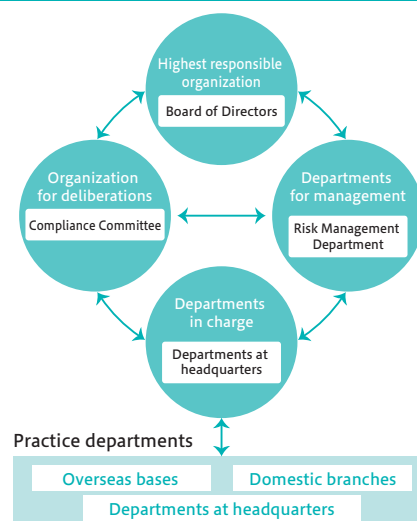 Highest responsible
organization
Board of Directors
Organization
for deliberations
Compliance Committee
Departments
for management
Risk Management
Department
Departments
in charge
Departments at
headquarters
Practice departments
Overseas bases
Domestic branches
Departments at headquarters